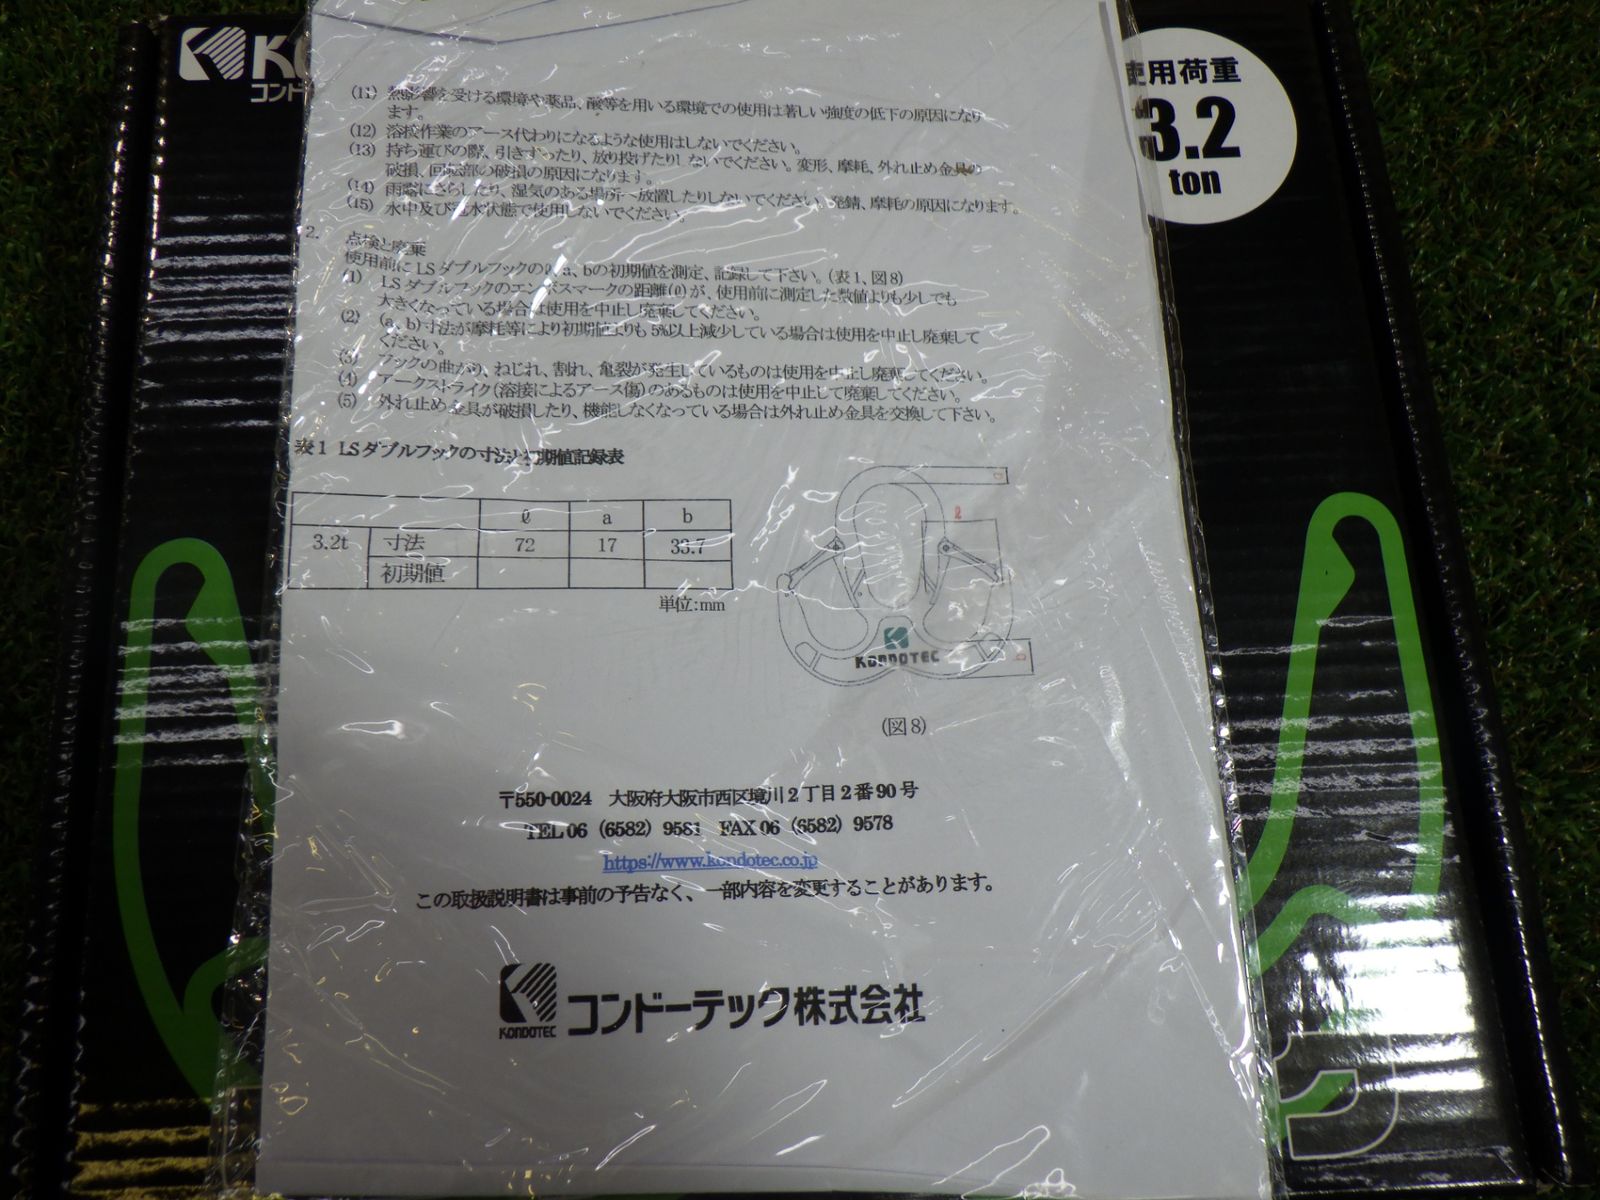 コンド
使用荷重
3.2
ton
(11) 熱影響を受ける環境や薬品、酸等を用いる環境での使用は著しい強度の低下の原因になり
ます。
(12) 溶接作業のアース代わりになるような使用はしないでください。
(13) 持ち運びの際、引きずったり、放り投げたりしないでください。変形、摩耗、外れ止め金具の
破損、回転部の破損の原因になります。
(14) 雨露にさらしたり、湿気のある場所へ放置したりしないでください。発錆、摩耗の原因になります。
(15) 水中及び冠水状態で使用しないでください。
2. 点検と廃棄
使用前にLSダブルフックのℓ、a、bの初期値を測定、記録して下さい。(表1、図8)
(1) LSダブルフックのエンボスマークの距離(ℓ)が、使用前に測定した数値よりも少しでも
大きくなっている場合は使用を中止し廃棄してください。
(2) (a、b)寸法が摩耗等により初期値よりも5%以上減少している場合は使用を中止し廃棄して
ください。
(3) フックの曲がり、ねじれ、割れ、亀裂が発生しているものは使用を中止し廃棄してください。
(4) アークストライク(溶接によるアース傷)のあるものは使用を中止して廃棄してください。
(5) 外れ止め金具が破損したり、機能しなくなっている場合は外れ止め金具を交換して下さい。
表1 LSダブルフックの寸法と初期値記録表
ℓ a b
3.2t 寸法 72 17 33.7
初期値
単位:mm
a
ℓ
b
KONDOTEC
(図8)
〒550-0024 大阪府大阪市西区境川2丁目2番90号
TEL 06 (6582) 9581 FAX 06 (6582) 9578
https://www.kondotec.co.jp
この取扱説明書は事前の予告なく、一部内容を変更することがあります。
KONDOTEC コンドーテック株式会社